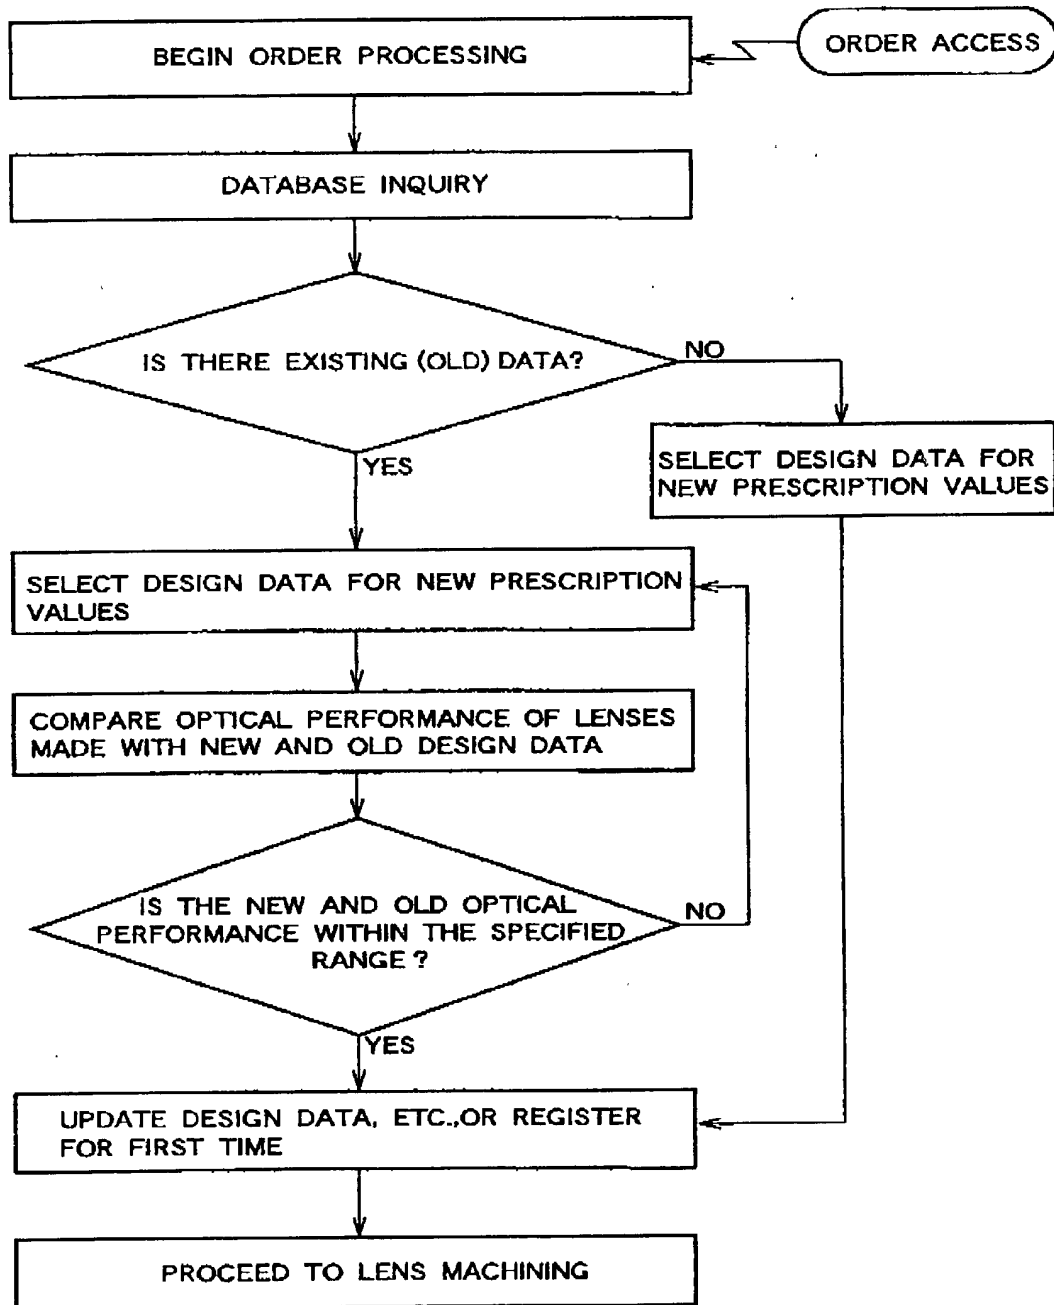 BEGIN ORDER PROCESSING
ORDER ACCESS
DATABASE INQUIRY
IS THERE EXISTING (OLD) DATA?
NO
YES
SELECT DESIGN DATA FOR
NEW PRESCRIPTION VALUES
SELECT DESIGN DATA FOR NEW PRESCRIPTION
VALUES
COMPARE OPTICAL PERFORMANCE OF LENSES
MADE WITH NEW AND OLD DESIGN DATA
IS THE NEW AND OLD OPTICAL
PERFORMANCE WITHIN THE SPECIFIED
RANGE?
NO
YES
UPDATE DESIGN DATA, ETC.,OR REGISTER
FOR FIRST TIME
PROCEED TO LENS MACHINING